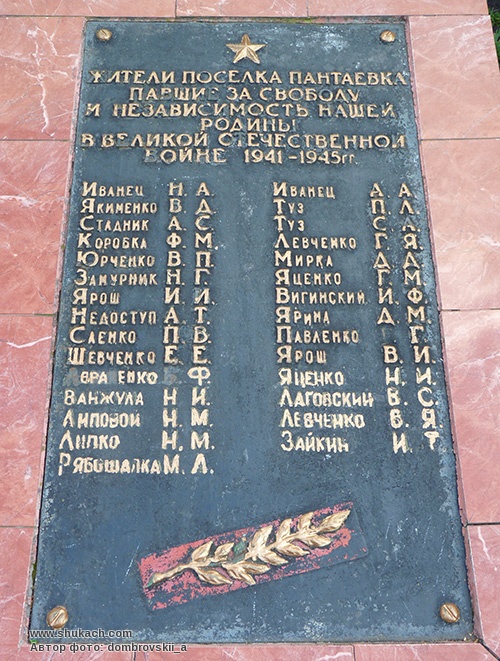 ЖИТЕЛИ ПОСЕЛКА ПАНТАЕВКА
ПАВШИЕ ЗА СВОБОДУ
И НЕЗАВИСИМОСТЬ НАШЕЙ
РОДИНЫ
В ВЕЛИКОЙ ОТЕЧЕСТВЕННОЙ
ВОЙНЕ 1941-1945гг.
ИВАНЕЦ Н. А.
ЯКИМЕНКО В. Д.
СТАДНИК А. С.
КОРОБКА Ф. М.
ЮРЧЕНКО В. П.
ЗАМУРНИК Н. Г.
ЯРОШ И. И.
НЕДОСТУП А. Т.
САЕНКО П. В.
ШЕВЧЕНКО Е. Е.
Ф.
ВАНЖУЛА Н. И.
ЛИПОВОЙ Н. М.
ЛИПКО Н. М.
РЯБОШАПКА М. Л.
ИВАНЕЦ А. А.
ТУЗ П. Л.
ТУЗ С. Д.
ЛЕВЧЕНКО Г. Я.
МИРКА Д. Д.
ЯЦЕНКО Г. М.
ВИГИНСКИЙ И. Ф.
ЯРИНА Д. М.
ПАВЛЕНКО Г.
ЯРОШ В. И.
ЯЦЕНКО Н. И.
ЛАГОВСКИЙ В. С.
ЛЕВЧЕНКО В. Я.
ЗАЙКИН И. Т.
www.shukach.com
Автор фото: dombrovskii_a